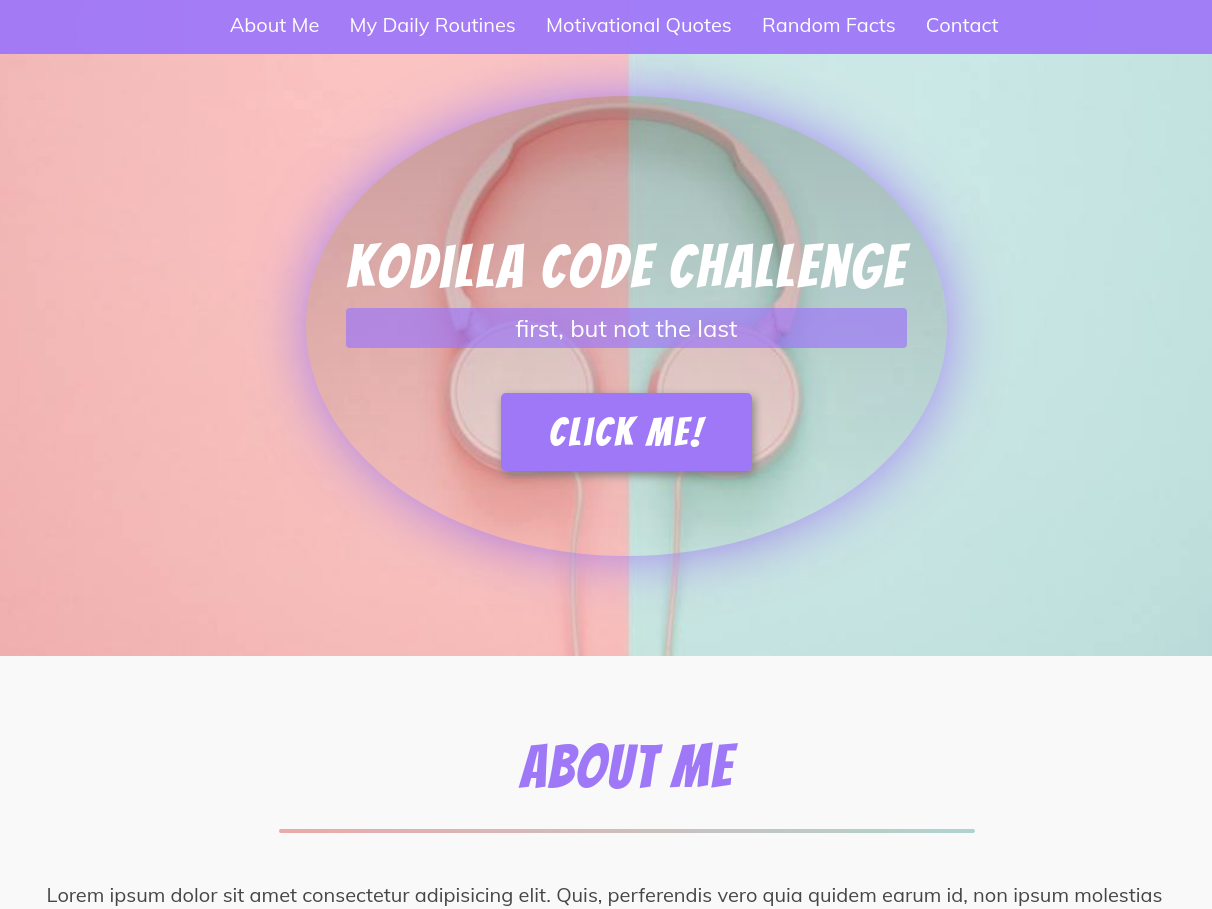 About Me My Daily Routines Motivational Quotes Random Facts Contact
KODILLA CODE CHALLENGE
first, but not the last
CLICK ME!
ABOUT ME
Lorem ipsum dolor sit amet consectetur adipisicing elit. Quis, perferendis vero quia quidem earum id, non ipsum molestias